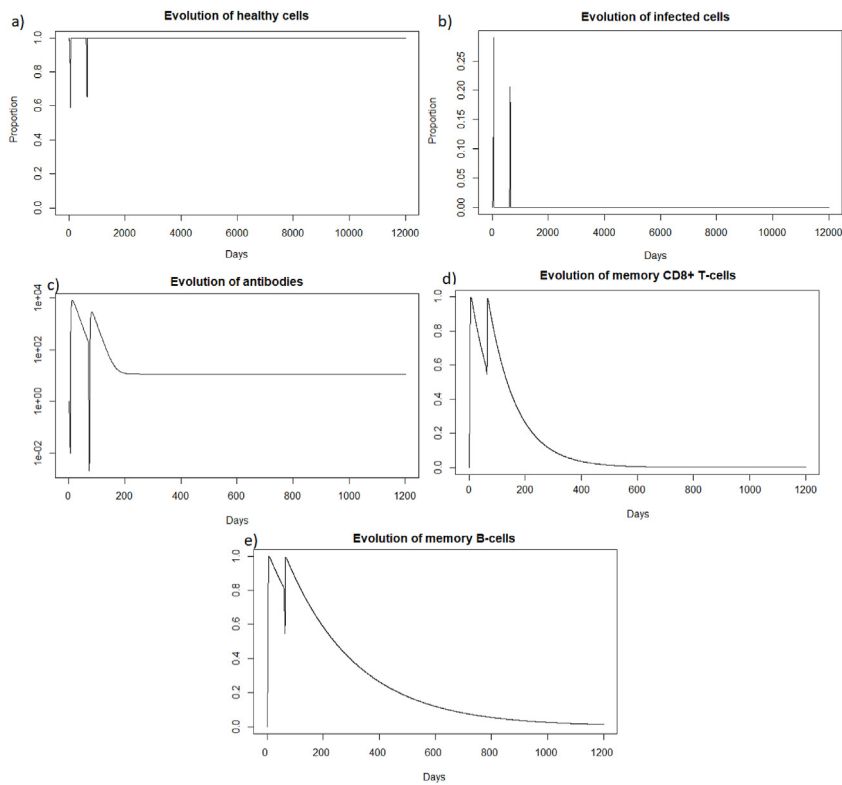 a)
Evolution of healthy cells
Proportion
0.0 0.2 0.4 0.6 0.8 1.0
0 2000 4000 6000 8000 10000 12000
Days
b)
Evolution of infected cells
Proportion
0.00 0.05 0.10 0.15 0.20 0.25
0 2000 4000 6000 8000 10000 12000
Days
c)
Evolution of antibodies
1e-02 1e+00 1e+02 1e+04
0 200 400 600 800 1000 1200
Days
d)
Evolution of memory CD8+ T-cells
0.0 0.2 0.4 0.6 0.8 1.0
0 200 400 600 800 1000 1200
Days
e)
Evolution of memory B-cells
0.0 0.2 0.4 0.6 0.8 1.0
0 200 400 600 800 1000 1200
Days